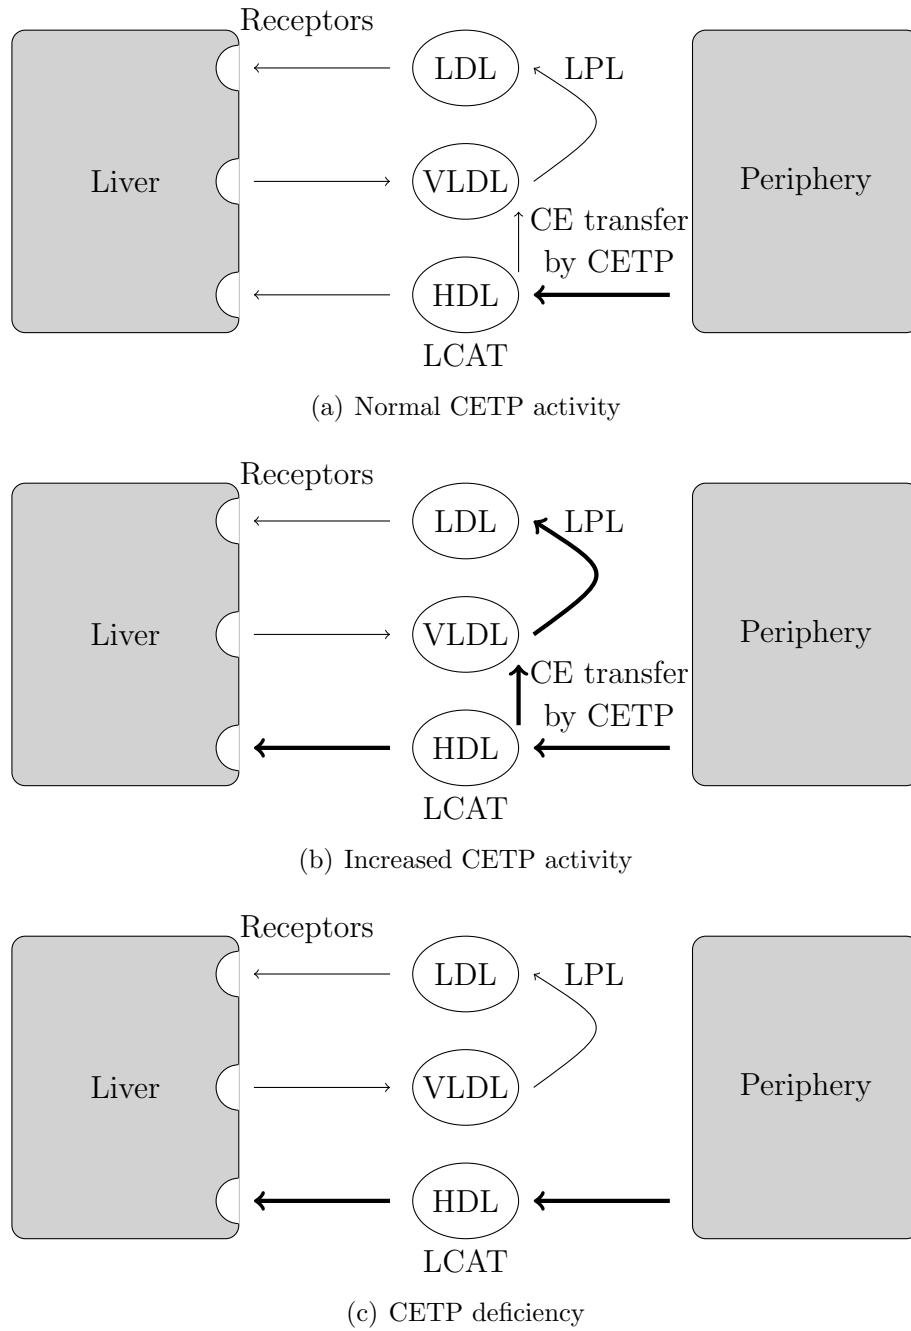 Receptors
LDL
LPL
Liver
VLDL
Periphery
CE transfer
by CETP
HDL
LCAT
(a) Normal CETP activity
Receptors
LDL
LPL
Liver
VLDL
Periphery
CE transfer
by CETP
HDL
LCAT
(b) Increased CETP activity
Receptors
LDL
LPL
Liver
VLDL
Periphery
HDL
LCAT
(c) CETP deficiency